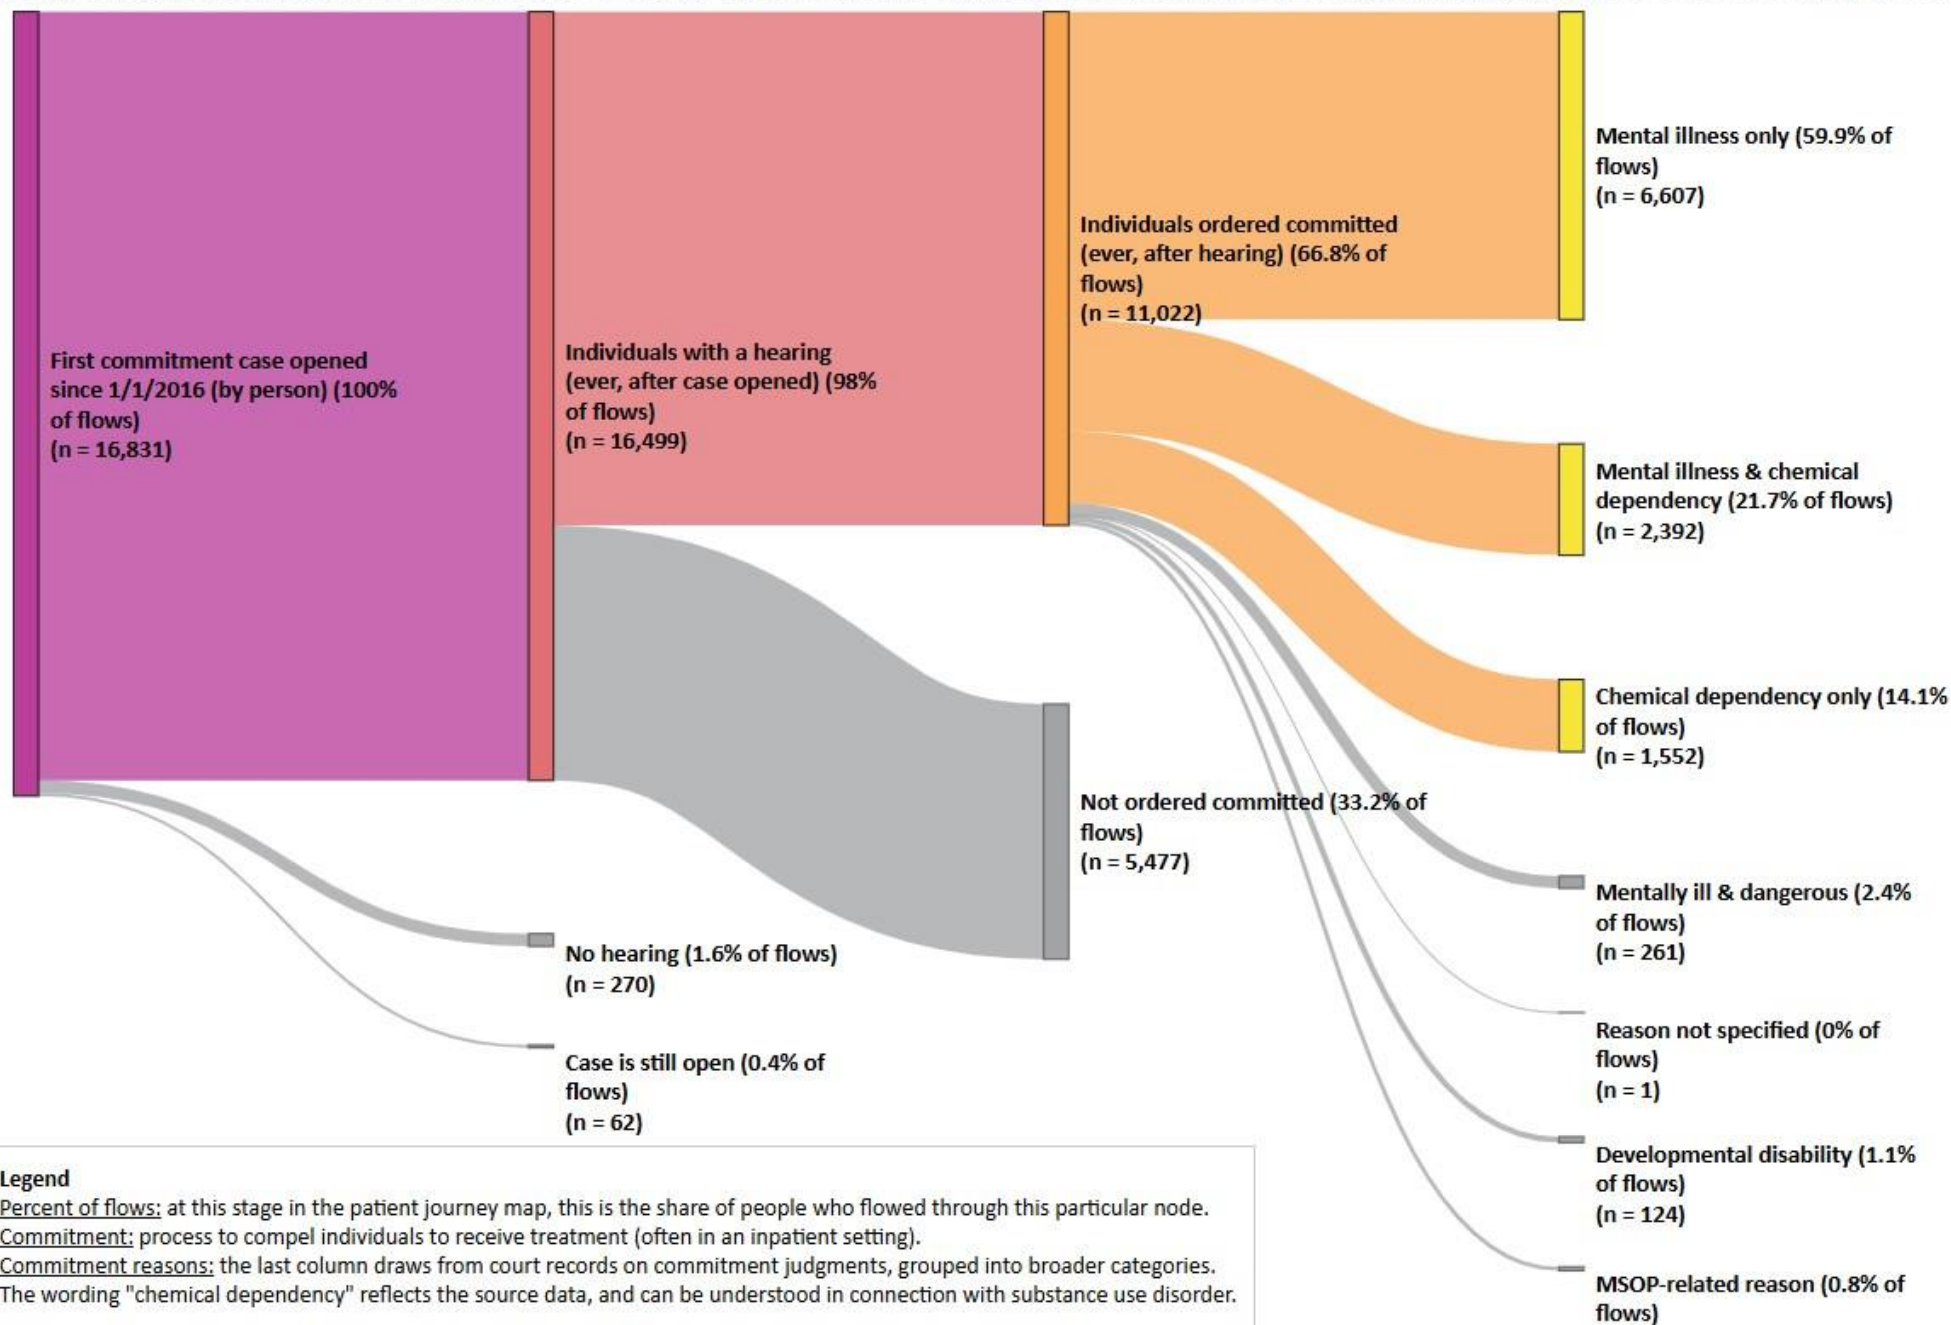 First commitment case opened
since 1/1/2016 (by person) (100%
of flows)
(n = 16,831)
Individuals with a hearing
(ever, after case opened) (98%
of flows)
(n = 16,499)
No hearing (1.6% of flows)
(n = 270)
Case is still open (0.4% of
flows)
(n = 62)
Individuals ordered committed
(ever, after hearing) (66.8% of
flows)
(n = 11,022)
Not ordered committed (33.2% of
flows)
(n = 5,477)
Mental illness only (59.9% of
flows)
(n = 6,607)
Mental illness & chemical
dependency (21.7% of flows)
(n = 2,392)
Chemical dependency only (14.1%
of flows)
(n = 1,552)
Mentally ill & dangerous (2.4%
of flows)
(n = 261)
Reason not specified (0% of
flows)
(n = 1)
Developmental disability (1.1%
of flows)
(n = 124)
MSOP-related reason (0.8% of
flows)
Legend
Percent of flows: at this stage in the patient journey map, this is the share of people who flowed through this particular node.
Commitment: process to compel individuals to receive treatment (often in an inpatient setting).
Commitment reasons: the last column draws from court records on commitment judgments, grouped into broader categories.
The wording "chemical dependency" reflects the source data, and can be understood in connection with substance use disorder.